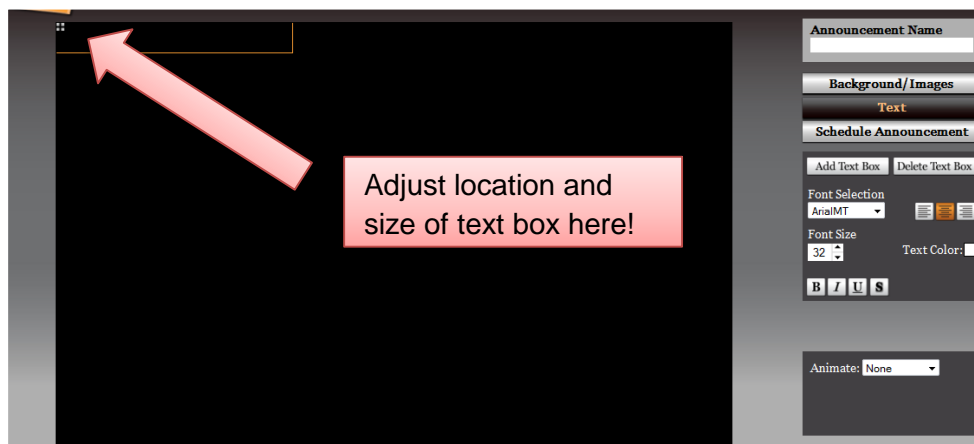 Announcement Name
Background/Images
Text
Schedule Announcement
Adjust location and
size of text box here!
Add Text Box Delete Text Box
Font Selection
ArialMT
Font Size
32 Text Color:
B I U S
Animate: None